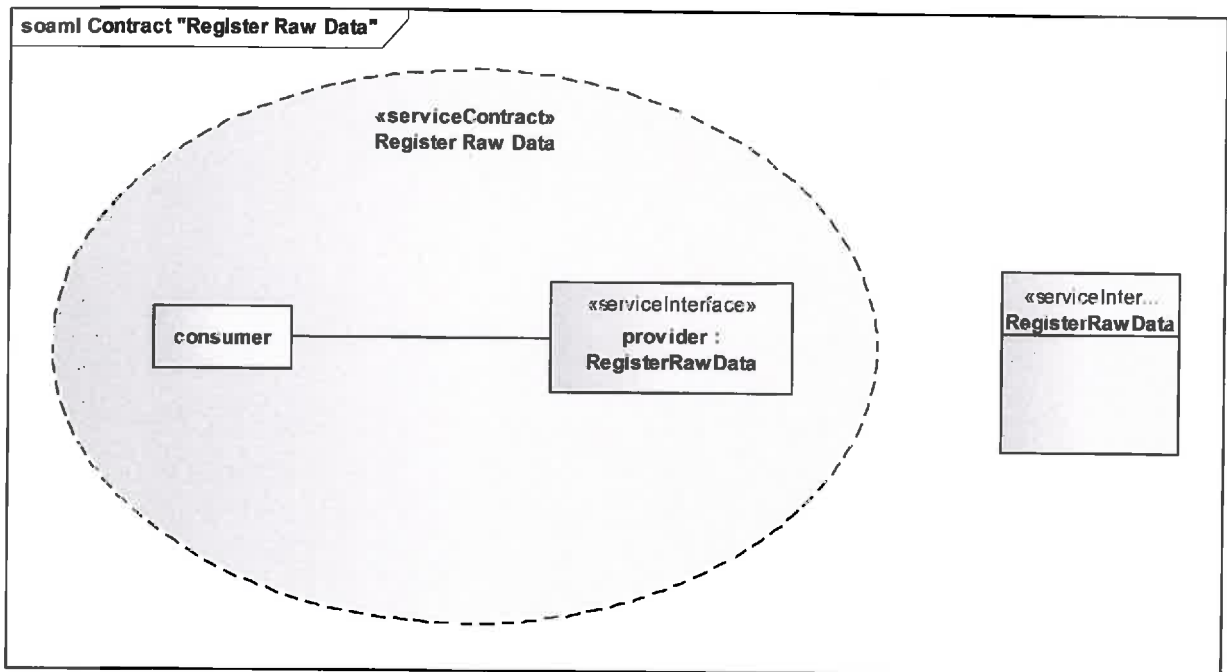 soaml Contract "Register Raw Data"
«serviceContract»
Register Raw Data
consumer
«serviceInterface»
provider :
RegisterRawData
«serviceInter...
RegisterRawData